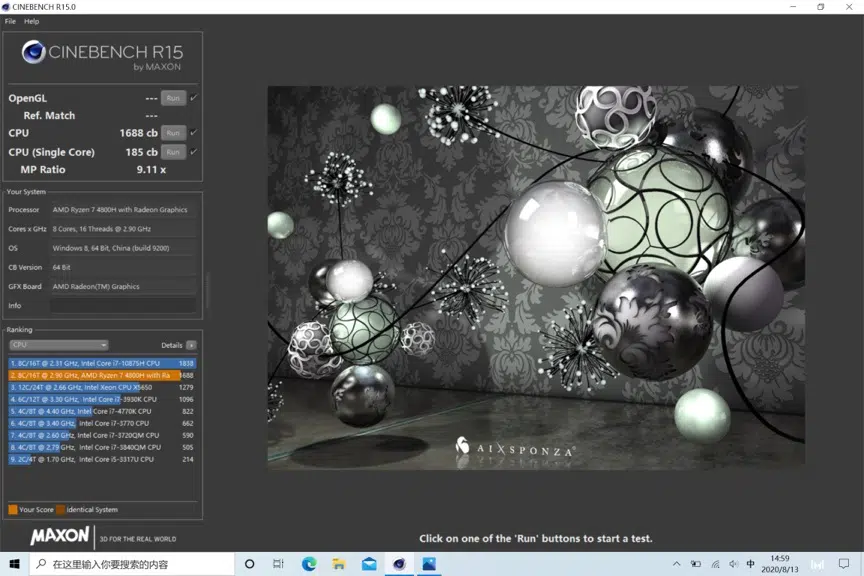 CINEBENCH R15.0
File Help
CINEBENCH R15
by MAXON
OpenGL --- Run
Ref. Match ---
CPU 1688 cb Run
CPU (Single Core) 185 cb Run
MP Ratio 9.11 x
Your System
Processor AMD Ryzen 7 4800H with Radeon Graphics
Cores x GHz 8 Cores, 16 Threads @ 2.90 GHz
OS Windows 8, 64 Bit, China (build 9200)
CB Version 64 Bit
GFX Board AMD Radeon(TM) Graphics
Info
Ranking
CPU Details +
1. 8C/16T @ 2.31 GHz, Intel Core i7-10875H CPU 1838
2. 8C/16T @ 2.90 GHz, AMD Ryzen 7 4800H with Ra 1688
3. 12C/24T @ 2.66 GHz, Intel Xeon CPU X5650 1279
4. 6C/12T @ 3.30 GHz, Intel Core i7-3930K CPU 1096
5. 4C/8T @ 4.40 GHz, Intel Core i7-4770K CPU 822
6. 4C/8T @ 3.40 GHz, Intel Core i7-3770 CPU 662
7. 4C/8T @ 2.60 GHz, Intel Core i7-3720QM CPU 590
8. 4C/8T @ 2.79 GHz, Intel Core i7-3840QM CPU 505
9. 2C/4T @ 1.70 GHz, Intel Core i5-3317U CPU 214
Your Score Identical System
MAXON 3D FOR THE REAL WORLD
AIXSPONZA®
Click on one of the 'Run' buttons to start a test.
在这里输入你要搜索的内容
中
14:59
2020/8/13